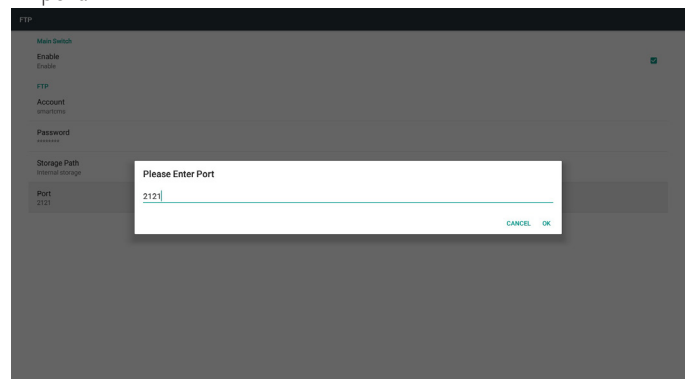 FTP
Main Switch
Enable
Enable
FTP
Account
smartcms
Password
********
Storage Path
Internal storage
Port
2121
Please Enter Port
2121
CANCEL OK